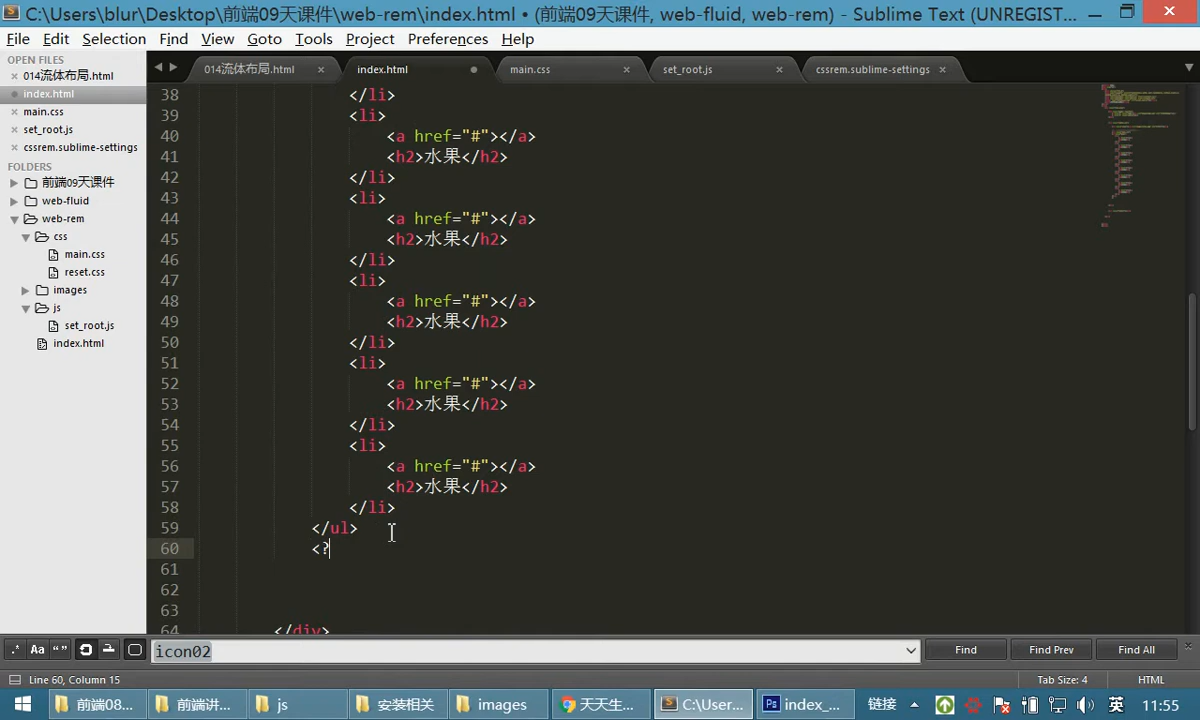 C:\Users\blur\Desktop\前端09天课件\web-rem\index.html • (前端09天课件, web-fluid, web-rem) - Sublime Text (UNREGIST...
File Edit Selection Find View Goto Tools Project Preferences Help
OPEN FILES
014流体布局.html
index.html
main.css
set_root.js
cssrem.sublime-settings
FOLDERS
前端09天课件
web-fluid
web-rem
css
main.css
reset.css
images
js
set_root.js
index.html
014流体布局.html index.html main.css set_root.js cssrem.sublime-settings
38 </li>
39 <li>
40 <a href="#"></a>
41 <h2>水果</h2>
42 </li>
43 <li>
44 <a href="#"></a>
45 <h2>水果</h2>
46 </li>
47 <li>
48 <a href="#"></a>
49 <h2>水果</h2>
50 </li>
51 <li>
52 <a href="#"></a>
53 <h2>水果</h2>
54 </li>
55 <li>
56 <a href="#"></a>
57 <h2>水果</h2>
58 </li>
59 </ul>
60 <?
61
62
63
64 </div>
.* Aa “” icon02 Find Find Prev Find All
Line 60, Column 15 Tab Size: 4 HTML
前端08... 前端讲... js 安装相关 images 天天生... C:\User... index_... 链接 英 11:55